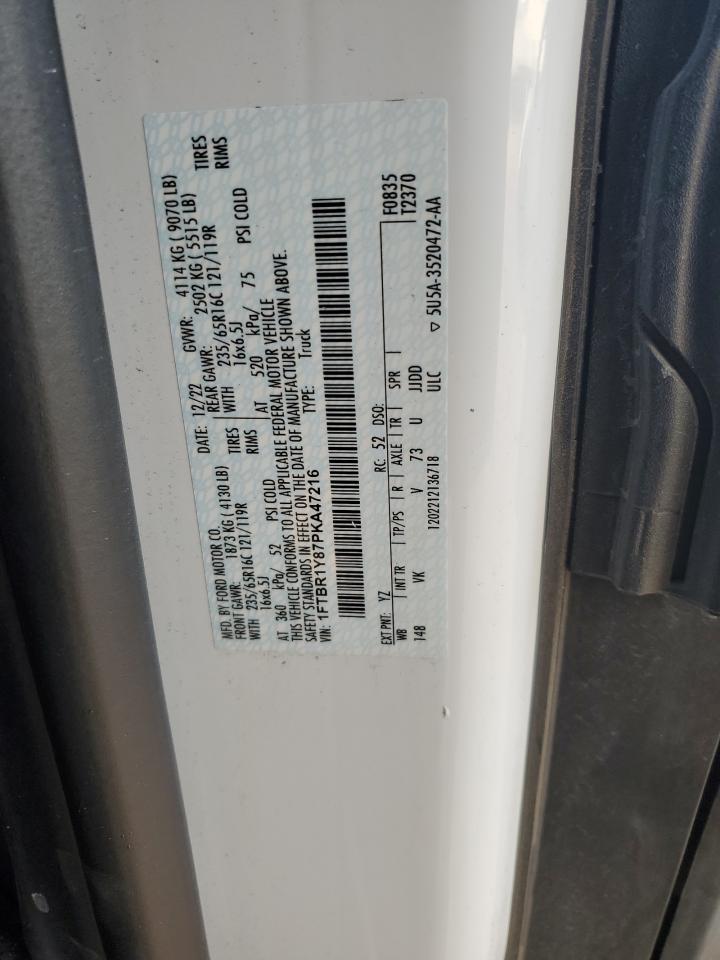 MFD. BY FORD MOTOR CO. DATE: 12/22 GVWR: 4114 KG ( 9070 LB)
FRONT GAWR: 1873 KG ( 4130 LB) REAR GAWR: 2502 KG ( 5515 LB)
WITH 235/65R16C 121/119R TIRES WITH 235/65R16C 121/119R TIRES
16x6.5J RIMS 16x6.5J RIMS
AT 360 kPa/ 52 PSI COLD AT 520 kPa/ 75 PSI COLD
THIS VEHICLE CONFORMS TO ALL APPLICABLE FEDERAL MOTOR VEHICLE
SAFETY STANDARDS IN EFFECT ON THE DATE OF MANUFACTURE SHOWN ABOVE.
VIN: 1FTBR1Y87PKA47216 TYPE: Truck
EXT PNT: YZ RC: 52 DSO: F0835
WB INT TR TP/PS R AXLE TR SPR T2370
148 VK V 73 U JJDD
1202212136718 ULC ▽ 5U5A-3520472-AA